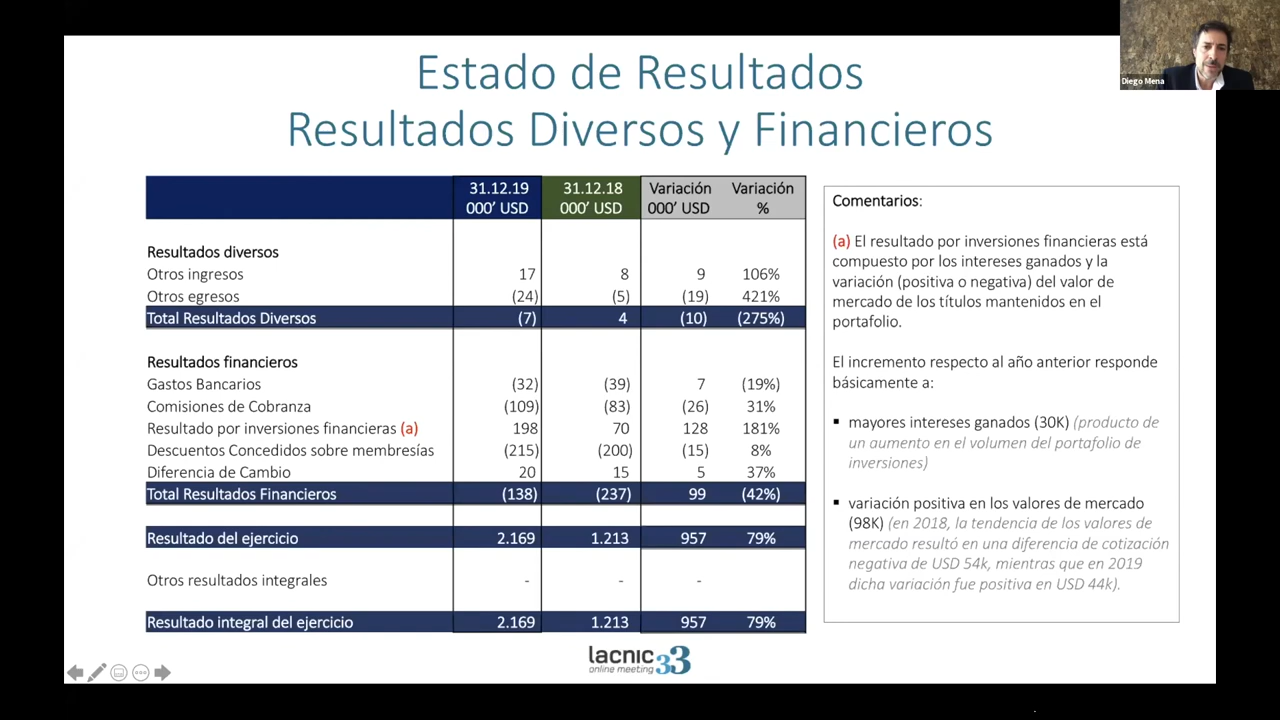 Diego Mena
Estado de Resultados
Resultados Diversos y Financieros
31.12.19 31.12.18 Variación Variación
000’ USD 000’ USD 000’ USD %
Resultados diversos
Otros ingresos 17 8 9 106%
Otros egresos (24) (5) (19) 421%
Total Resultados Diversos (7) 4 (10) (275%)
Resultados financieros
Gastos Bancarios (32) (39) 7 (19%)
Comisiones de Cobranza (109) (83) (26) 31%
Resultado por inversiones financieras (a) 198 70 128 181%
Descuentos Concedidos sobre membresías (215) (200) (15) 8%
Diferencia de Cambio 20 15 5 37%
Total Resultados Financieros (138) (237) 99 (42%)
Resultado del ejercicio 2.169 1.213 957 79%
Otros resultados integrales - - -
Resultado integral del ejercicio 2.169 1.213 957 79%
Comentarios:
(a) El resultado por inversiones financieras está
compuesto por los intereses ganados y la
variación (positiva o negativa) del valor de
mercado de los títulos mantenidos en el
portafolio.
El incremento respecto al año anterior responde
básicamente a:
▪ mayores intereses ganados (30K) (producto de
un aumento en el volumen del portafolio de
inversiones)
▪ variación positiva en los valores de mercado
(98K) (en 2018, la tendencia de los valores de
mercado resultó en una diferencia de cotización
negativa de USD 54k, mientras que en 2019
dicha variación fue positiva en USD 44k).
lacnic 33
online meeting